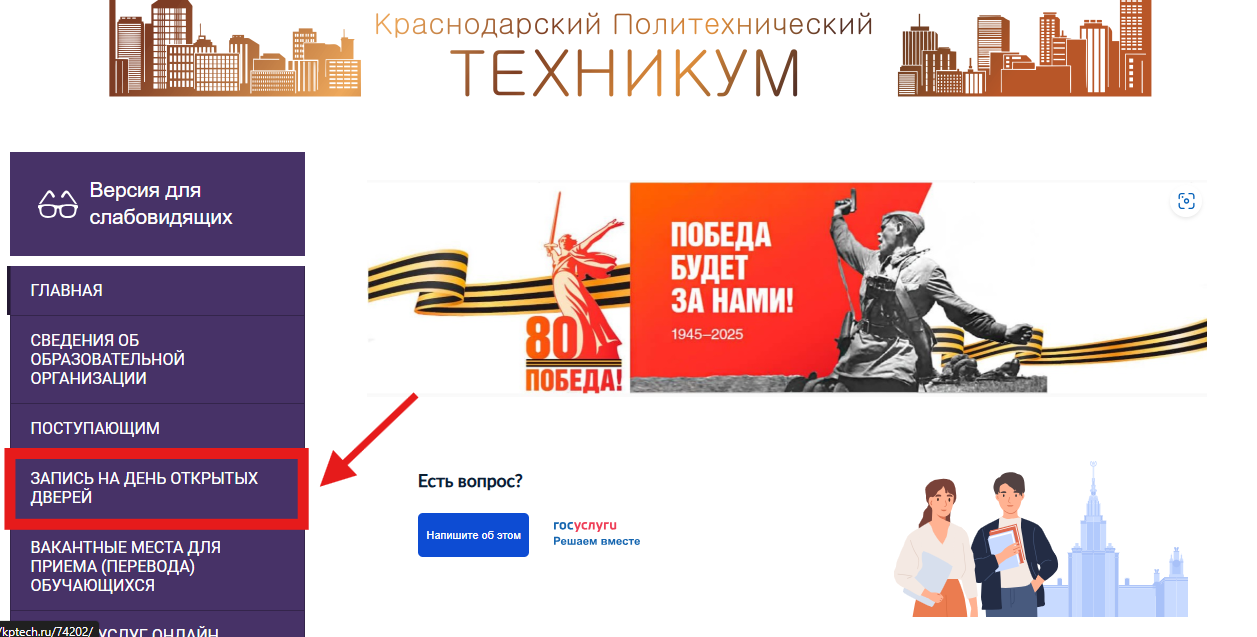 Краснодарский Политехнический
ТЕХНИКУМ
Версия для
слабовидящих
ГЛАВНАЯ
СВЕДЕНИЯ ОБ
ОБРАЗОВАТЕЛЬНОЙ
ОРГАНИЗАЦИИ
ПОСТУПАЮЩИМ
ЗАПИСЬ НА ДЕНЬ ОТКРЫТЫХ
ДВЕРЕЙ
ВАКАНТНЫЕ МЕСТА ДЛЯ
ПРИЕМА (ПЕРЕВОДА)
ОБУЧАЮЩИХСЯ
УСЛУГ ОНЛАЙН
/kptech.ru/74202/
80
ПОБЕДА!
ПОБЕДА
БУДЕТ
ЗА НАМИ!
1945–2025
Есть вопрос?
Напишите об этом
госуслуги
Решаем вместе